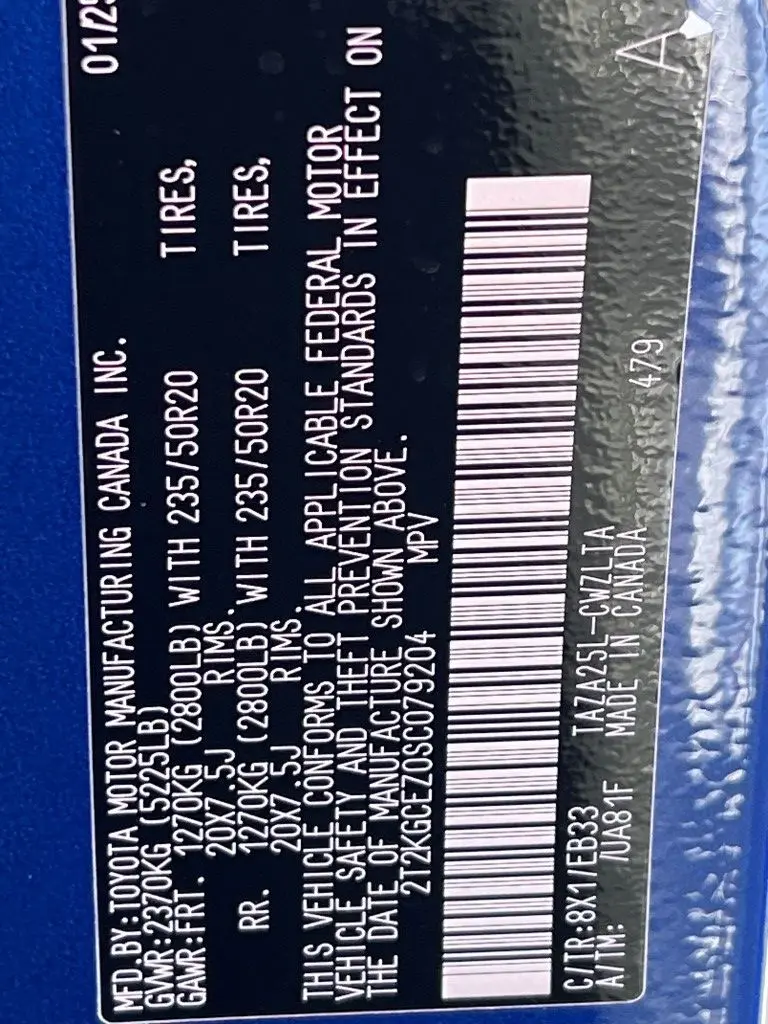 MFD.BY:TOYOTA MOTOR MANUFACTURING CANADA INC. 01/25
GVWR:2370KG (5225LB)
GAWR:FRT. 1270KG (2800LB) WITH 235/50R20 TIRES,
20X7.5J RIMS.
RR. 1270KG (2800LB) WITH 235/50R20 TIRES,
20X7.5J RIMS.
THIS VEHICLE CONFORMS TO ALL APPLICABLE FEDERAL MOTOR
VEHICLE SAFETY AND THEFT PREVENTION STANDARDS IN EFFECT ON
THE DATE OF MANUFACTURE SHOWN ABOVE.
2T2KGCEZ0SC079204 MPV
C/TR:8X1/EB33 TAZA25L-CWZLTA 479 A
A/TM: /UA81F MADE IN CANADA